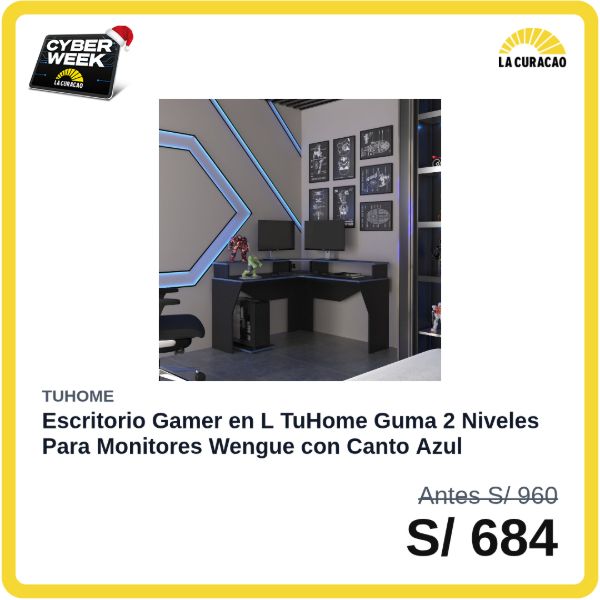 CYBER
WEEK
LA CURACAO
LA CURACAO
TUHOME
Escritorio Gamer en L TuHome Guma 2 Niveles
Para Monitores Wengue con Canto Azul
Antes S/ 960
S/ 684